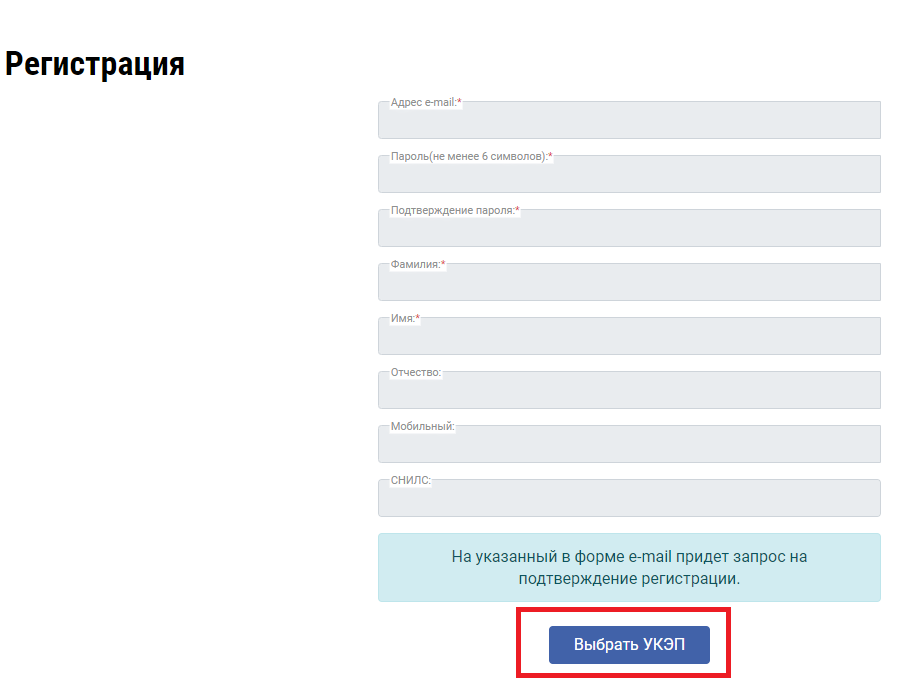 Регистрация
Адрес e-mail:*
Пароль(не менее 6 символов):*
Подтверждение пароля:*
Фамилия:*
Имя:*
Отчество:
Мобильный:
СНИЛС:
На указанный в форме e-mail придет запрос на
подтверждение регистрации.
Выбрать УКЭП